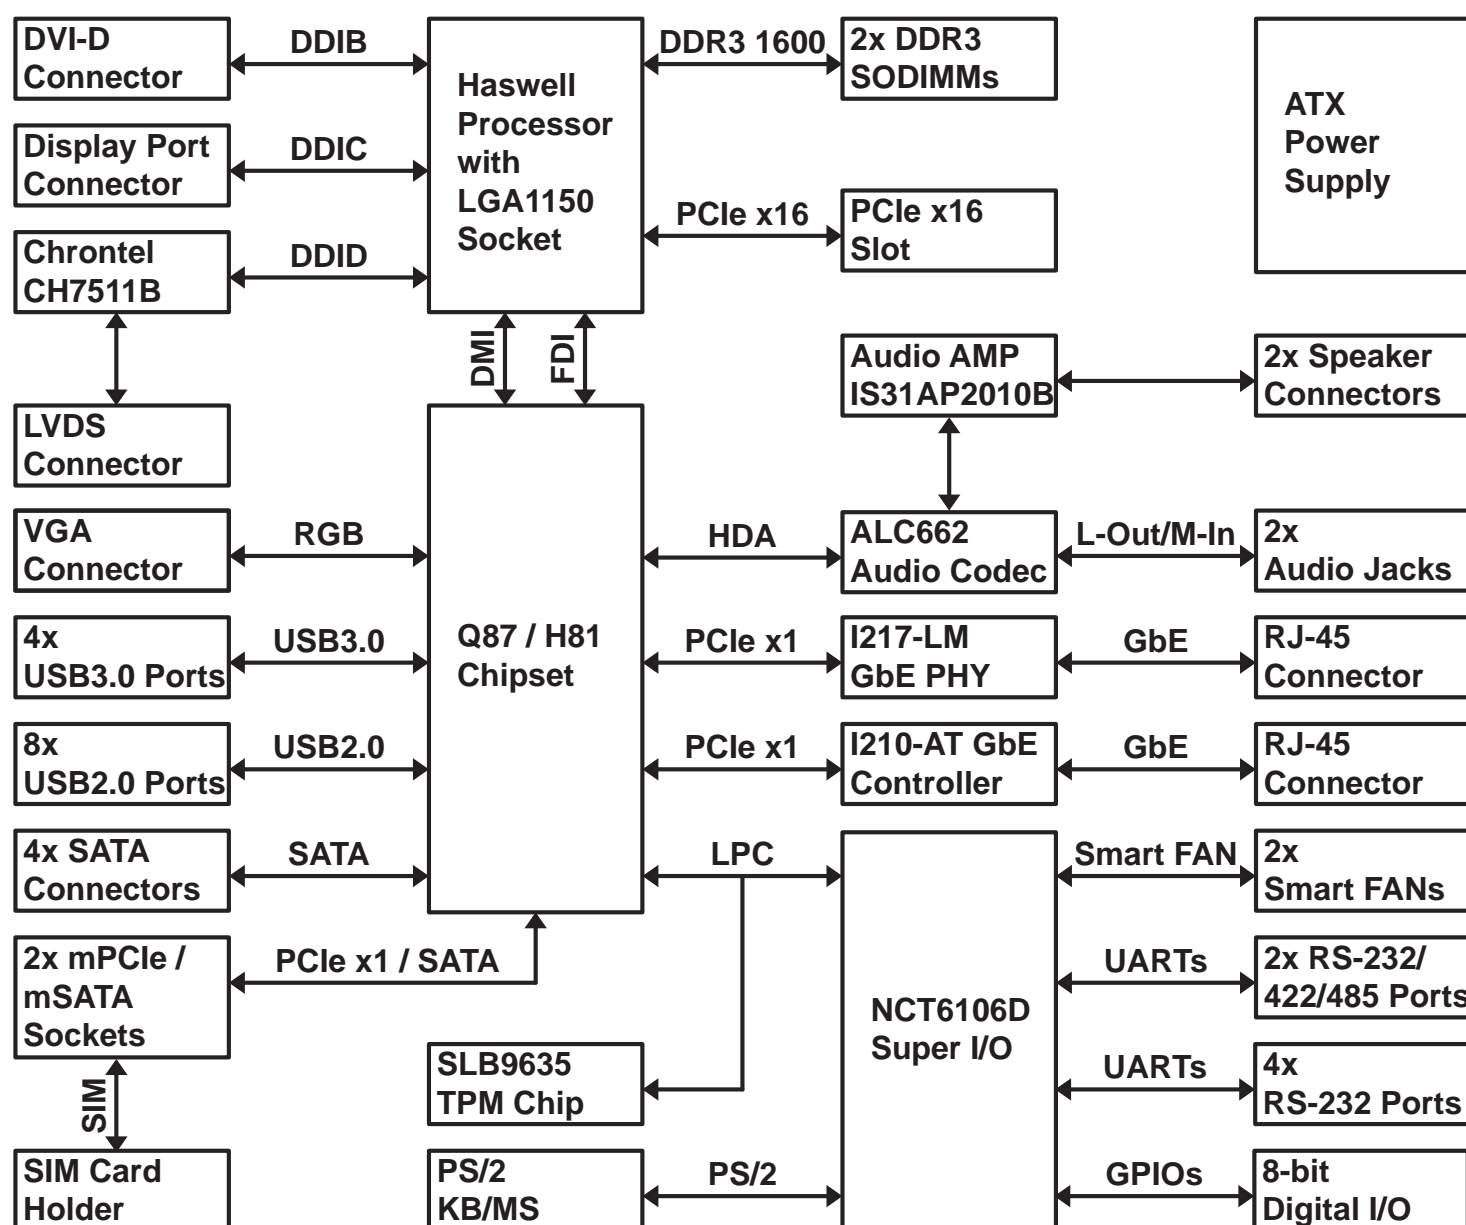 DVI-D
Connector
DDIB
Haswell
Processor
with
LGA1150
Socket
DDR3 1600
2x DDR3
SODIMMs
ATX
Power
Supply
Display Port
Connector
DDIC
PCIe x16
PCIe x16
Slot
Chrontel
CH7511B
DDID
DMI
FDI
Audio AMP
IS31AP2010B
2x Speaker
Connectors
LVDS
Connector
VGA
Connector
RGB
Q87 / H81
Chipset
HDA
ALC662
Audio Codec
L-Out/M-In
2x
Audio Jacks
4x
USB3.0 Ports
USB3.0
PCIe x1
I217-LM
GbE PHY
GbE
RJ-45
Connector
8x
USB2.0 Ports
USB2.0
PCIe x1
I210-AT GbE
Controller
GbE
RJ-45
Connector
4x SATA
Connectors
SATA
LPC
NCT6106D
Super I/O
Smart FAN
2x
Smart FANs
2x mPCIe /
mSATA
Sockets
PCIe x1 / SATA
UARTs
2x RS-232/
422/485 Ports
SIM
SLB9635
TPM Chip
UARTs
4x
RS-232 Ports
SIM Card
Holder
PS/2
KB/MS
PS/2
GPIOs
8-bit
Digital I/O